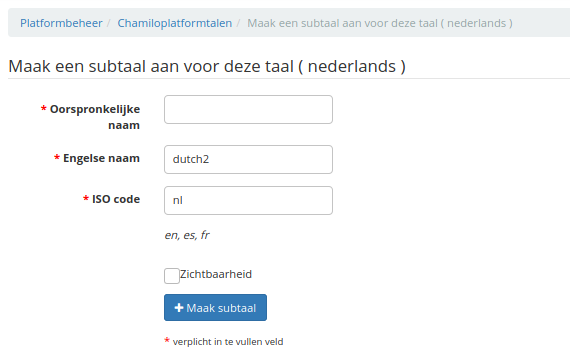 Platformbeheer / Chamiloplatformtalen / Maak een subtaal aan voor deze taal ( nederlands )
Maak een subtaal aan voor deze taal ( nederlands )
* Oorspronkelijke
naam
* Engelse naam
dutch2
* ISO code
nl
en, es, fr
Zichtbaarheid
+ Maak subtaal
* verplicht in te vullen veld